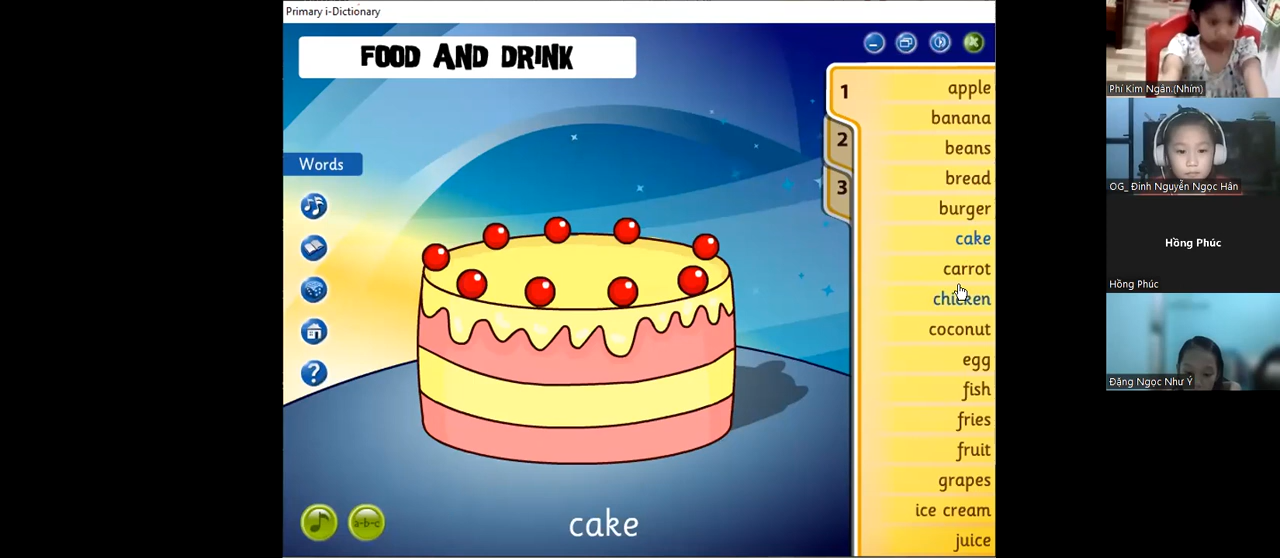 Primary i-Dictionary
FOOD AND DRINK
Words
cake
a-b-c
1
2
3
apple
banana
beans
bread
burger
cake
carrot
chicken
coconut
egg
fish
fries
fruit
grapes
ice cream
juice
Phí Kim Ngân.(Nhím)
OG_ Đinh Nguyễn Ngọc Hân
Hồng Phúc
Hồng Phúc
Đặng Ngọc Như Ý